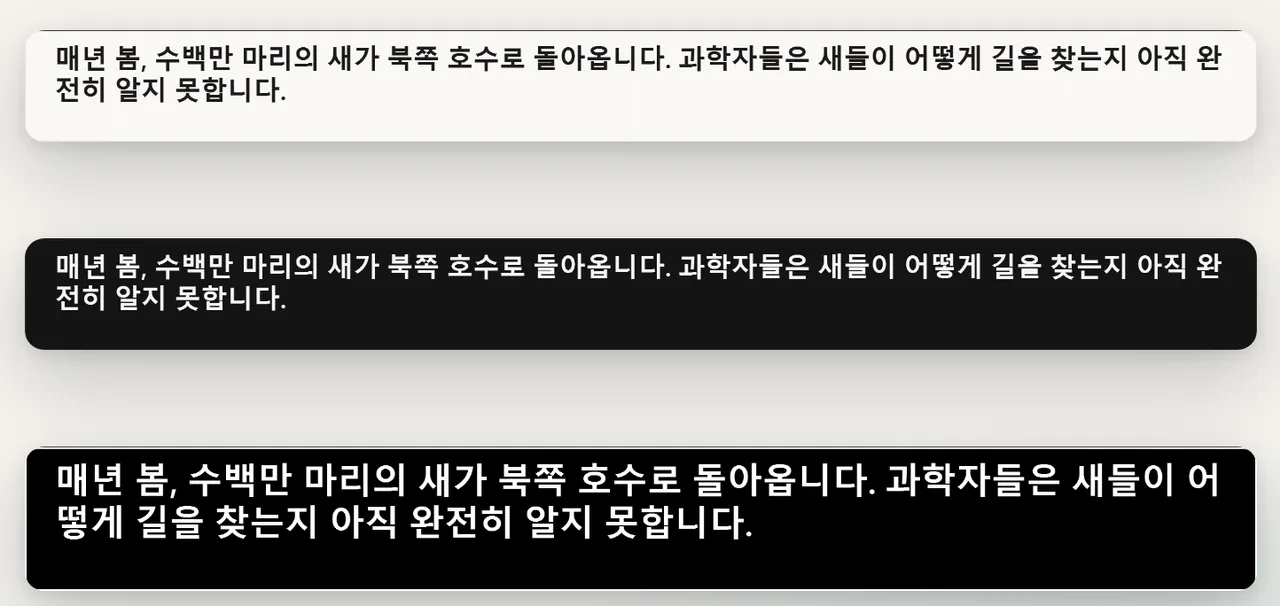 매년 봄, 수백만 마리의 새가 북쪽 호수로 돌아옵니다. 과학자들은 새들이 어떻게 길을 찾는지 아직 완
전히 알지 못합니다.
매년 봄, 수백만 마리의 새가 북쪽 호수로 돌아옵니다. 과학자들은 새들이 어떻게 길을 찾는지 아직 완
전히 알지 못합니다.
매년 봄, 수백만 마리의 새가 북쪽 호수로 돌아옵니다. 과학자들은 새들이 어
떻게 길을 찾는지 아직 완전히 알지 못합니다.